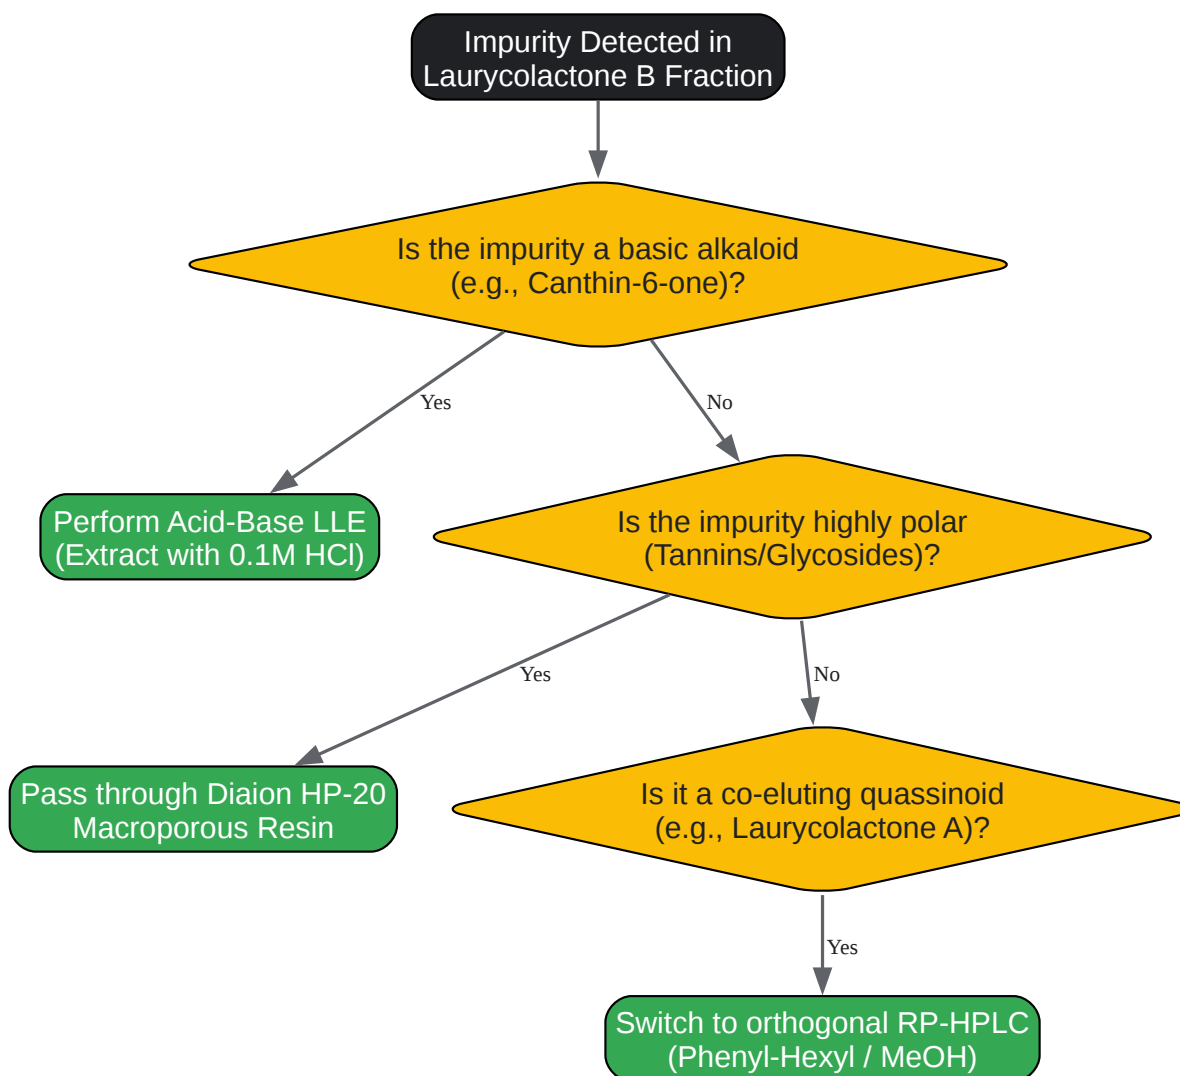 Impurity Detected in
Laurycolactone B Fraction
Is the impurity a basic alkaloid
(e.g., Canthin-6-one)?
Yes
No
Perform Acid-Base LLE
(Extract with 0.1M HCl)
Is the impurity highly polar
(Tannins/Glycosides)?
Yes
No
Pass through Diaion HP-20
Macroporous Resin
Is it a co-eluting quassinoid
(e.g., Laurycolactone A)?
Yes
Switch to orthogonal RP-HPLC
(Phenyl-Hexyl / MeOH)